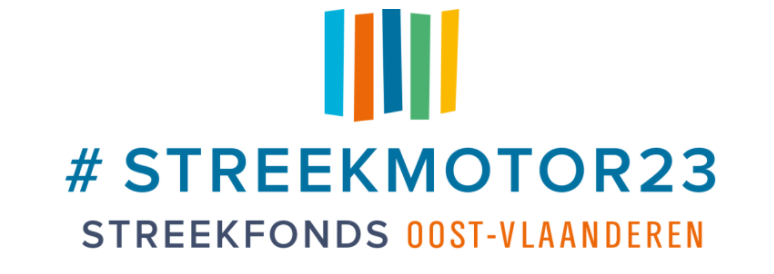 # STREEKMOTOR23
STREEKFONDS OOST-VLAANDEREN